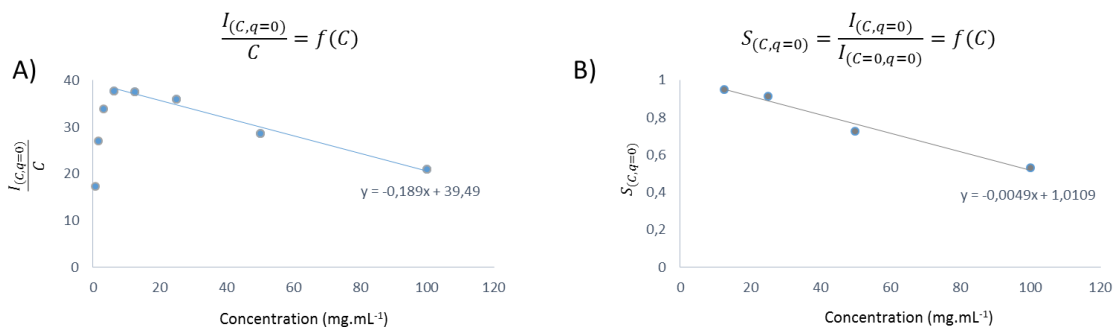 I(C,q=0)/C = f(C)
A)
40
30
20
10
0
I(C,q=0)/C
y = -0,189x + 39,49
0 20 40 60 80 100 120
Concentration (mg.mL⁻¹)
S(C,q=0) = I(C,q=0)/I(C=0,q=0) = f(C)
B)
1
0,8
0,6
0,4
0,2
0
S(C,q=0)
y = -0,0049x + 1,0109
0 20 40 60 80 100 120
Concentration (mg.mL⁻¹)